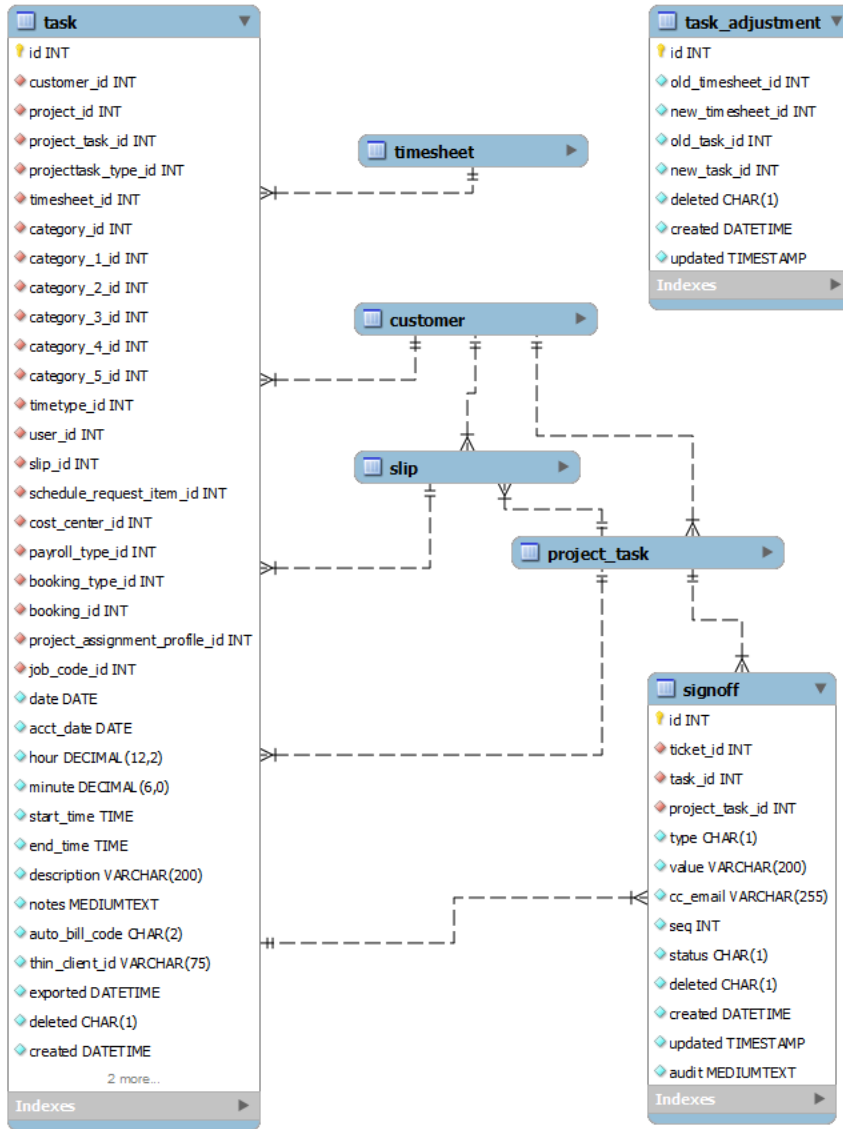 task
id INT
customer_id INT
project_id INT
project_task_id INT
projecttask_type_id INT
timesheet_id INT
category_id INT
category_1_id INT
category_2_id INT
category_3_id INT
category_4_id INT
category_5_id INT
timetype_id INT
user_id INT
slip_id INT
schedule_request_item_id INT
cost_center_id INT
payroll_type_id INT
booking_type_id INT
booking_id INT
project_assignment_profile_id INT
job_code_id INT
date DATE
acct_date DATE
hour DECIMAL(12,2)
minute DECIMAL(6,0)
start_time TIME
end_time TIME
description VARCHAR(200)
notes MEDIUMTEXT
auto_bill_code CHAR(2)
thin_client_id VARCHAR(75)
exported DATETIME
deleted CHAR(1)
created DATETIME
2 more...
Indexes
timesheet
customer
slip
project_task
task_adjustment
id INT
old_timesheet_id INT
new_timesheet_id INT
old_task_id INT
new_task_id INT
deleted CHAR(1)
created DATETIME
updated TIMESTAMP
Indexes
signoff
id INT
ticket_id INT
task_id INT
project_task_id INT
type CHAR(1)
value VARCHAR(200)
cc_email VARCHAR(255)
seq INT
status CHAR(1)
deleted CHAR(1)
created DATETIME
updated TIMESTAMP
audit MEDIUMTEXT
Indexes